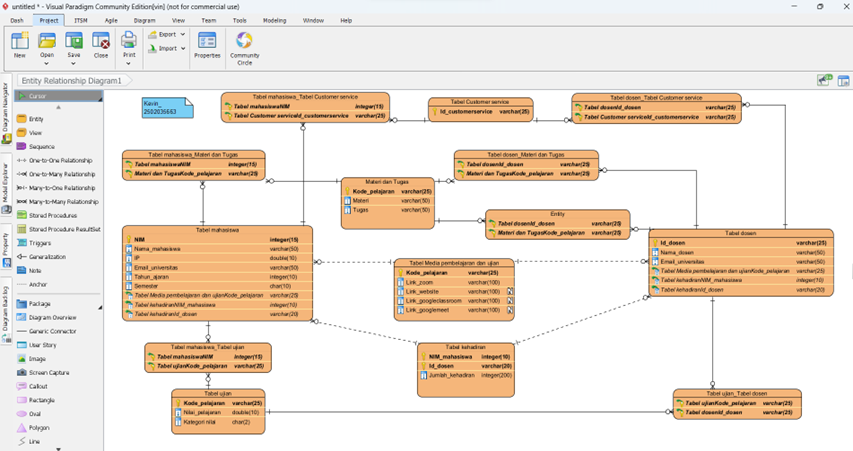 untitled * - Visual Paradigm Community Edition[vin] (not for commercial use)
Dash Project ITSM Agile Diagram View Team Tools Modeling Window Help
New Open Save Close Print Export Import Properties Community Circle
Entity Relationship Diagram1
Diagram Navigator
Model Explorer
Property
Diagram Backlog
Cursor
Entity
View
Sequence
One-to-One Relationship
One-to-Many Relationship
Many-to-One Relationship
Many-to-Many Relationship
Stored Procedures
Stored Procedure ResultSet
Triggers
Generalization
Note
Anchor
Package
Diagram Overview
Generic Connector
User Story
Image
Screen Capture
Callout
Rectangle
Oval
Polygon
Line
Kevin_
2502035663
Tabel mahasiswa_Tabel Customer service
Tabel mahasiswaNIM integer(15)
Tabel Customer serviceId_customerservice varchar(25)
Tabel Customer service
Id_customerservice varchar(25)
Tabel dosen_Tabel Customer service
Tabel dosenId_dosen varchar(25)
Tabel Customer serviceId_customerservice varchar(25)
Tabel mahasiswa_Materi dan Tugas
Tabel mahasiswaNIM integer(15)
Materi dan TugasKode_pelajaran varchar(25)
Materi dan Tugas
Kode_pelajaran varchar(25)
Materi varchar(50)
Tugas varchar(50)
Tabel dosen_Materi dan Tugas
Tabel dosenId_dosen varchar(25)
Materi dan TugasKode_pelajaran varchar(25)
Entity
Tabel dosenId_dosen varchar(25)
Materi dan TugasKode_pelajaran varchar(25)
Tabel mahasiswa
NIM integer(15)
Nama_mahasiswa varchar(50)
IP double(10)
Email_universitas varchar(50)
Tahun_ajaran integer(10)
Semester char(10)
Tabel Media pembelajaran dan ujianKode_pelajaran varchar(25)
Tabel kehadiranNIM_mahasiswa integer(10)
Tabel kehadiranId_dosen varchar(20)
Tabel Media pembelajaran dan ujian
Kode_pelajaran varchar(25)
Link_zoom varchar(100)
Link_website varchar(100)
Link_googleclassroom varchar(100)
Link_googlemeet varchar(100)
Tabel dosen
Id_dosen varchar(25)
Nama_dosen varchar(50)
Email_universitas varchar(50)
Tabel Media pembelajaran dan ujianKode_pelajaran varchar(25)
Tabel kehadiranNIM_mahasiswa integer(10)
Tabel kehadiranId_dosen varchar(20)
Tabel mahasiswa_Tabel ujian
Tabel mahasiswaNIM integer(15)
Tabel ujianKode_pelajaran varchar(25)
Tabel kehadiran
NIM_mahasiswa integer(10)
Id_dosen varchar(20)
Jumlah_kehadiran integer(200)
Tabel ujian
Kode_pelajaran varchar(25)
Nilai_pelajaran double(10)
Kategori nilai char(2)
Tabel ujian_Tabel dosen
Tabel ujianKode_pelajaran varchar(25)
Tabel dosenId_dosen varchar(25)